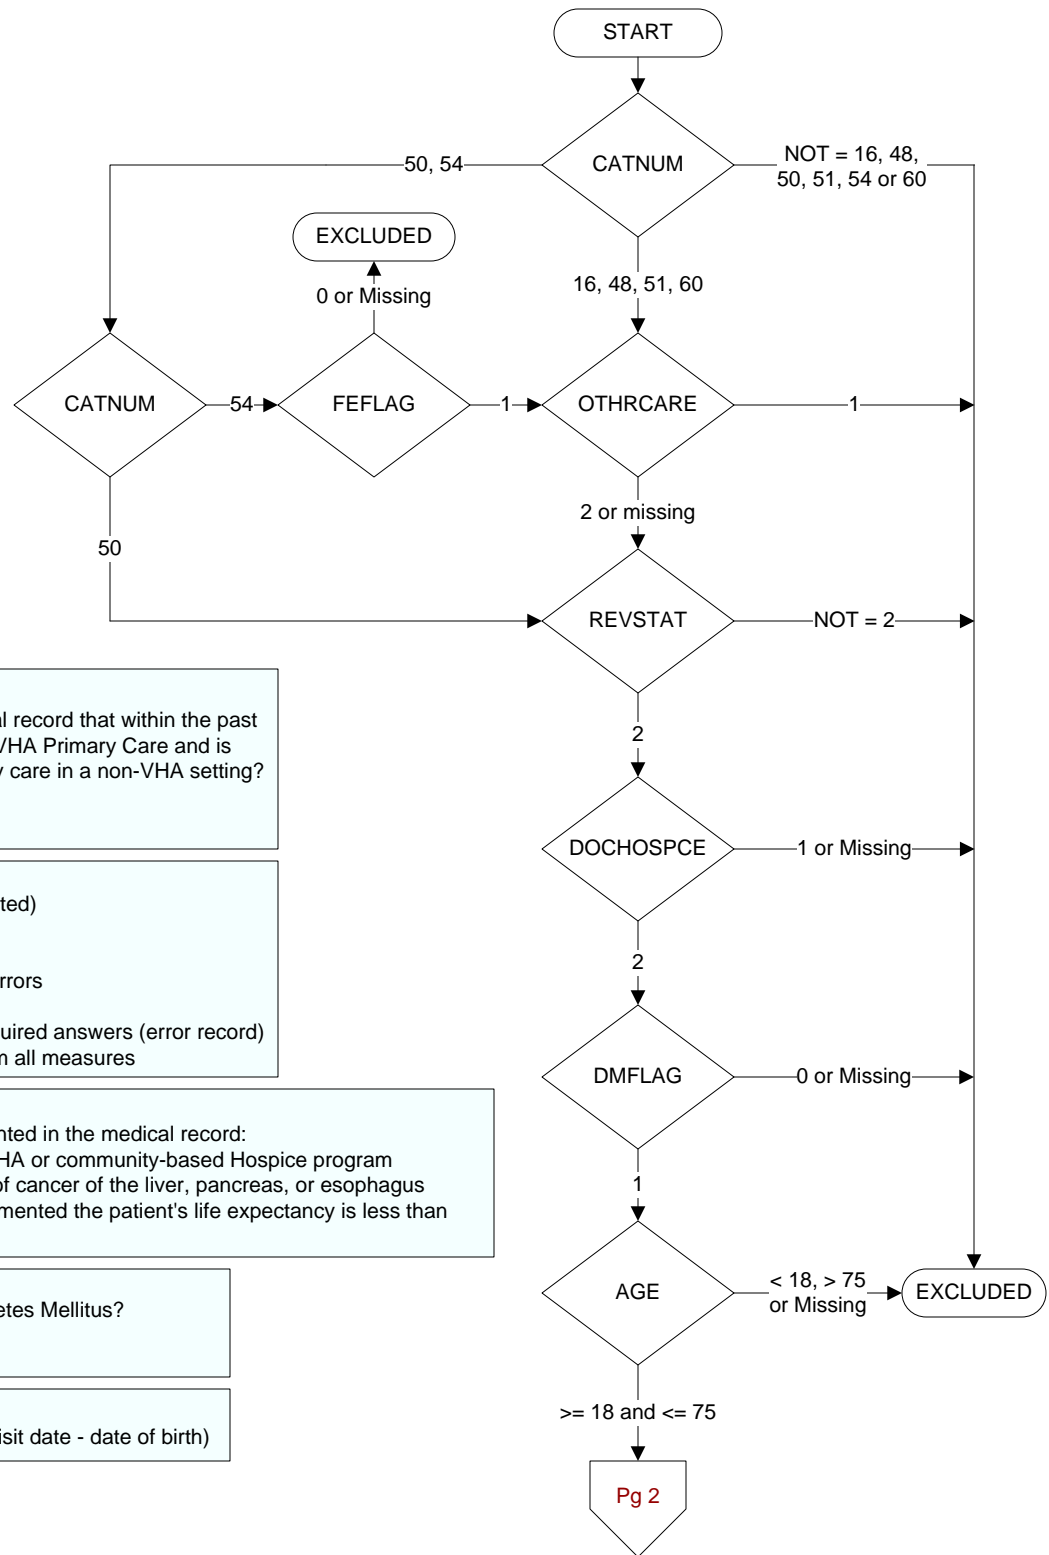 START
CATNUM
50, 54
NOT = 16, 48,
50, 51, 54 or 60
EXCLUDED
0 or Missing
16, 48, 51, 60
CATNUM
54
FEFLAG
1
OTHRCARE
1
2 or missing
50
REVSTAT
NOT = 2
2
al record that within the past
VHA Primary Care and is
y care in a non-VHA setting?
DOCHOSPCE
1 or Missing
ted)
rrors
uired answers (error record)
m all measures
2
DMFLAG
0 or Missing
nted in the medical record:
HA or community-based Hospice program
of cancer of the liver, pancreas, or esophagus
mented the patient's life expectancy is less than
1
AGE
< 18, > 75
or Missing
EXCLUDED
etes Mellitus?
>= 18 and <= 75
isit date - date of birth)
Pg 2